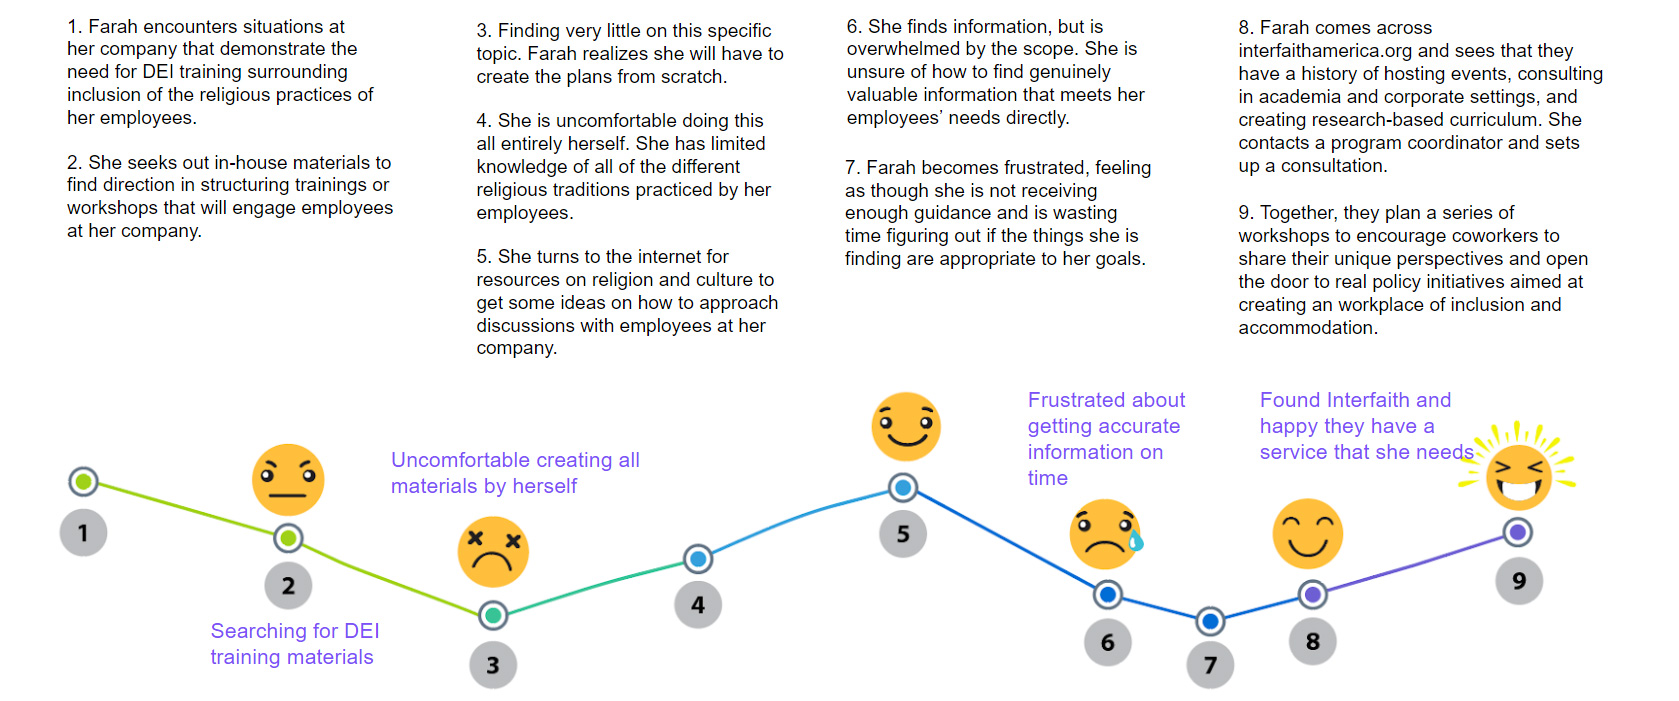 1. Farah encounters situations at
her company that demonstrate the
need for DEI training surrounding
inclusion of the religious practices of
her employees.
2. She seeks out in-house materials to
find direction in structuring trainings or
workshops that will engage employees
at her company.
3. Finding very little on this specific
topic. Farah realizes she will have to
create the plans from scratch.
4. She is uncomfortable doing this
all entirely herself. She has limited
knowledge of all of the different
religious traditions practiced by her
employees.
5. She turns to the internet for
resources on religion and culture to
get some ideas on how to approach
discussions with employees at her
company.
6. She finds information, but is
overwhelmed by the scope. She is
unsure of how to find genuinely
valuable information that meets her
employees’ needs directly.
7. Farah becomes frustrated, feeling
as though she is not receiving
enough guidance and is wasting
time figuring out if the things she is
finding are appropriate to her goals.
8. Farah comes across
interfaithamerica.org and sees that they
have a history of hosting events, consulting
in academia and corporate settings, and
creating research-based curriculum. She
contacts a program coordinator and sets
up a consultation.
9. Together, they plan a series of
workshops to encourage coworkers to
share their unique perspectives and open
the door to real policy initiatives aimed at
creating an workplace of inclusion and
accommodation.
1
2
Searching for DEI
training materials
Uncomfortable creating all
materials by herself
3
4
5
Frustrated about
getting accurate
information on
time
6
7
Found Interfaith and
happy they have a
service that she needs
8
9